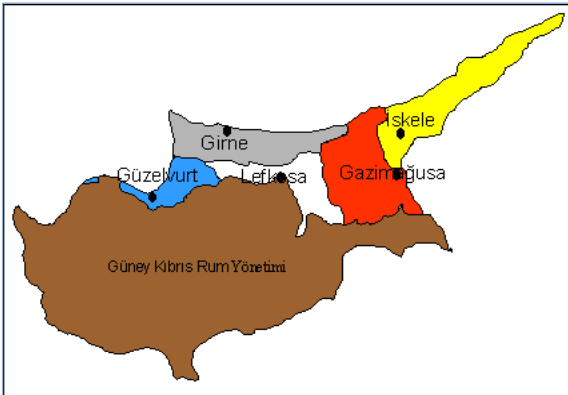 İskele
Girne
Gazimağusa
Güzelyurt
Lefkoşa
Güney Kıbrıs Rum Yönetimi